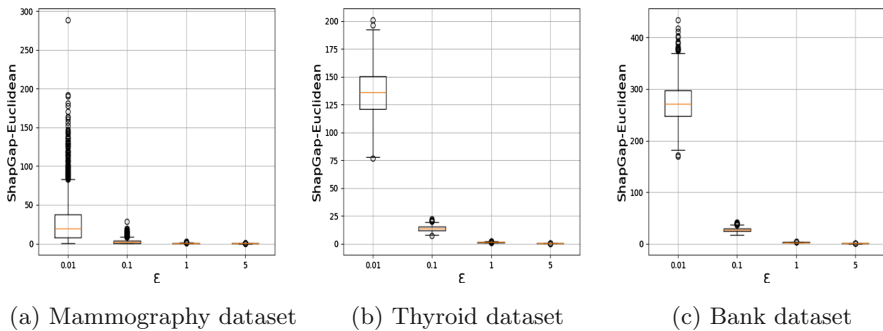 300
250
200
150
100
50
0
ShapGap-Euclidean
0.01 0.1 1 5
ε
(a) Mammography dataset
200
175
150
125
100
75
50
25
0
ShapGap-Euclidean
0.01 0.1 1 5
ε
(b) Thyroid dataset
400
300
200
100
0
ShapGap-Euclidean
0.01 0.1 1 5
ε
(c) Bank dataset